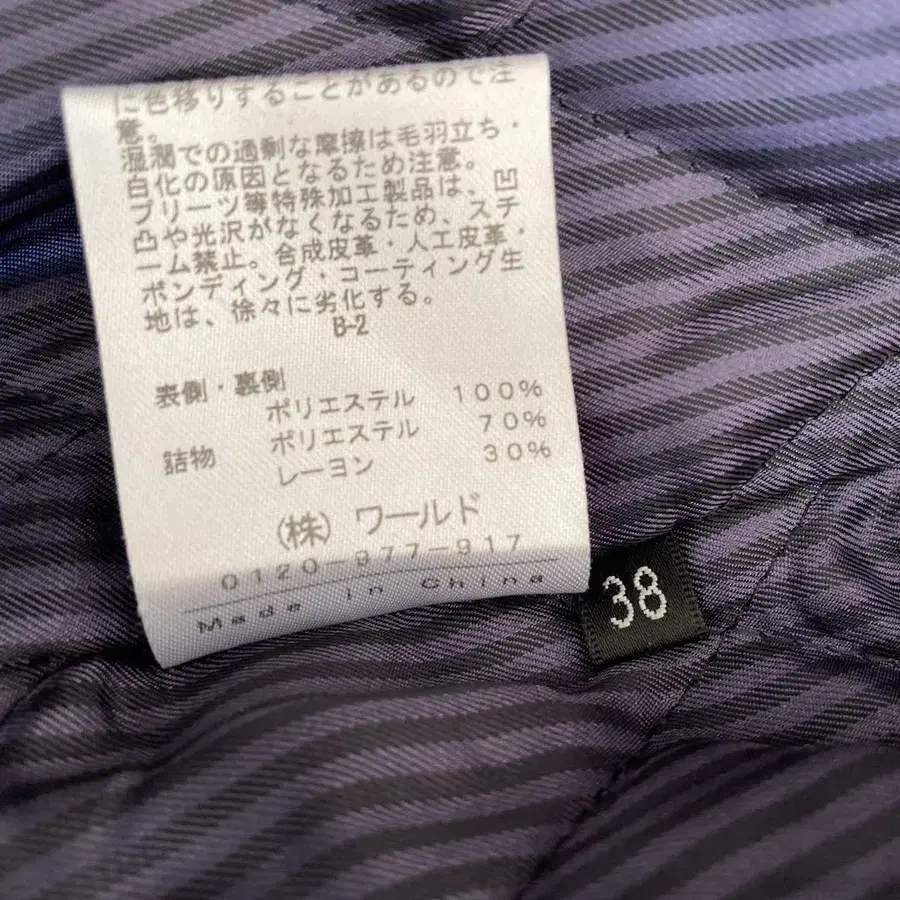 に色移りすることがあるので注
意。
湿潤での過剰な摩擦は毛羽立ち・
白化の原因となるため注意。
プリーツ等特殊加工製品は、凹
凸や光沢がなくなるため、スチ
ーム禁止。合成皮革・人工皮革・
ボンディング・コーティング生
地は、徐々に劣化する。
B-2
表側・裏側
ポリエステル 100%
詰物 ポリエステル 70%
レーヨン 30%
(株) ワールド
0120-977-917
Made in China
38